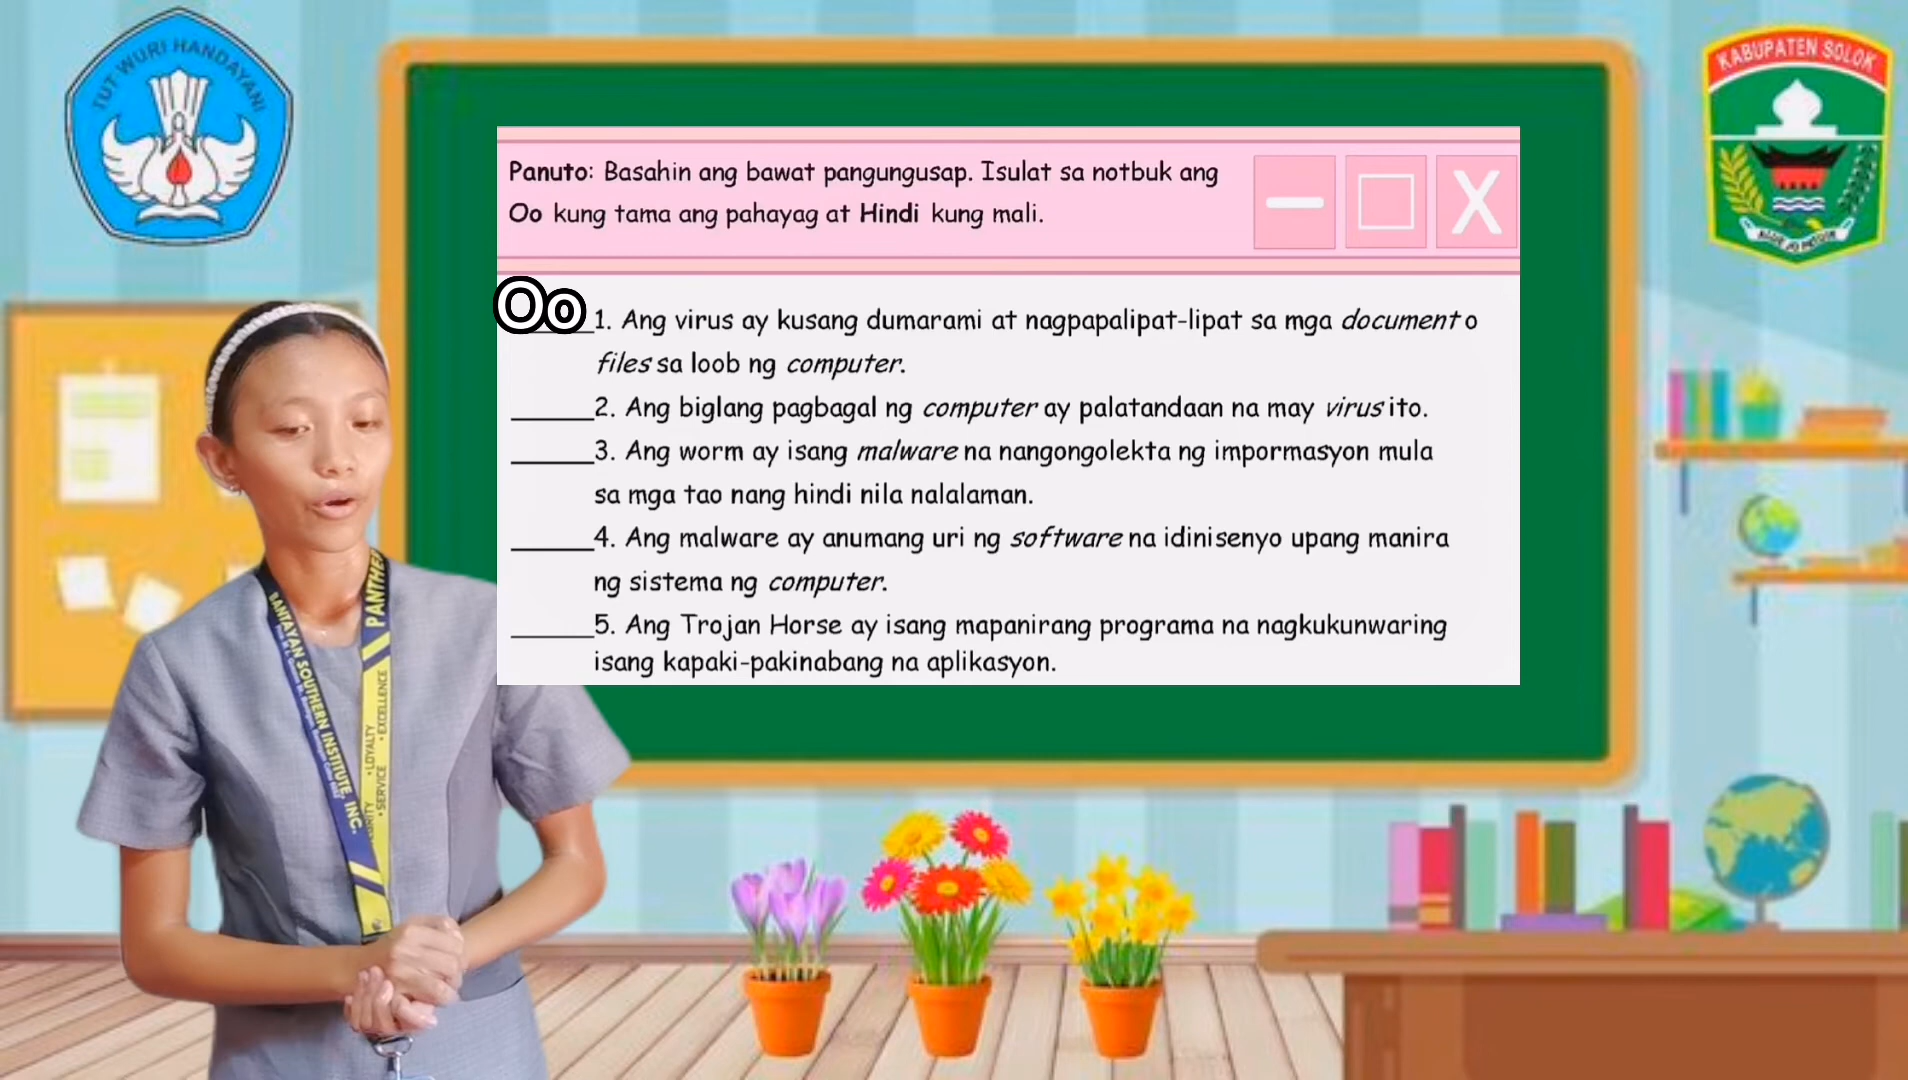 TUT WURI HANDAYANI
KABUPATEN SOLOK
Panuto: Basahin ang bawat pangungusap. Isulat sa notbuk ang
Oo kung tama ang pahayag at Hindi kung mali.
X
Oo
______1. Ang virus ay kusang dumarami at nagpapalipat-lipat sa mga document o
files sa loob ng computer.
______2. Ang biglang pagbagal ng computer ay palatandaan na may virus ito.
______3. Ang worm ay isang malware na nangongolekta ng impormasyon mula
sa mga tao nang hindi nila nalalaman.
______4. Ang malware ay anumang uri ng software na idinisenyo upang manira
ng sistema ng computer.
______5. Ang Trojan Horse ay isang mapanirang programa na nagkukunwaring
isang kapaki-pakinabang na aplikasyon.
BANTAYAN SOUTHERN INSTITUTE, INC.
PANTHE
• LOYALTY • EXCELLENCE
• SERVICE